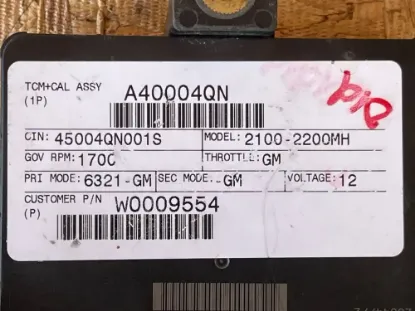 TCM+CAL ASSY A40004QN
(1P)
CIN: 45004QN001S MODEL: 2100-2200MH
GOV RPM: 1700 THROTTLE: GM
PRI MODE: 6321-GM SEC MODE: -GM VOLTAGE: 12
CUSTOMER P/N W0009554
(P)